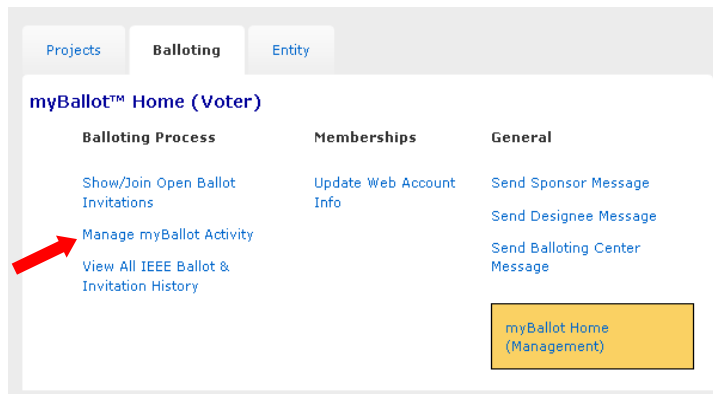 Projects
Balloting
Entity
myBallot™ Home (Voter)
Balloting Process
Show/Join Open Ballot
Invitations
Manage myBallot Activity
View All IEEE Ballot &
Invitation History
Memberships
Update Web Account
Info
General
Send Sponsor Message
Send Designee Message
Send Balloting Center
Message
myBallot Home
(Management)